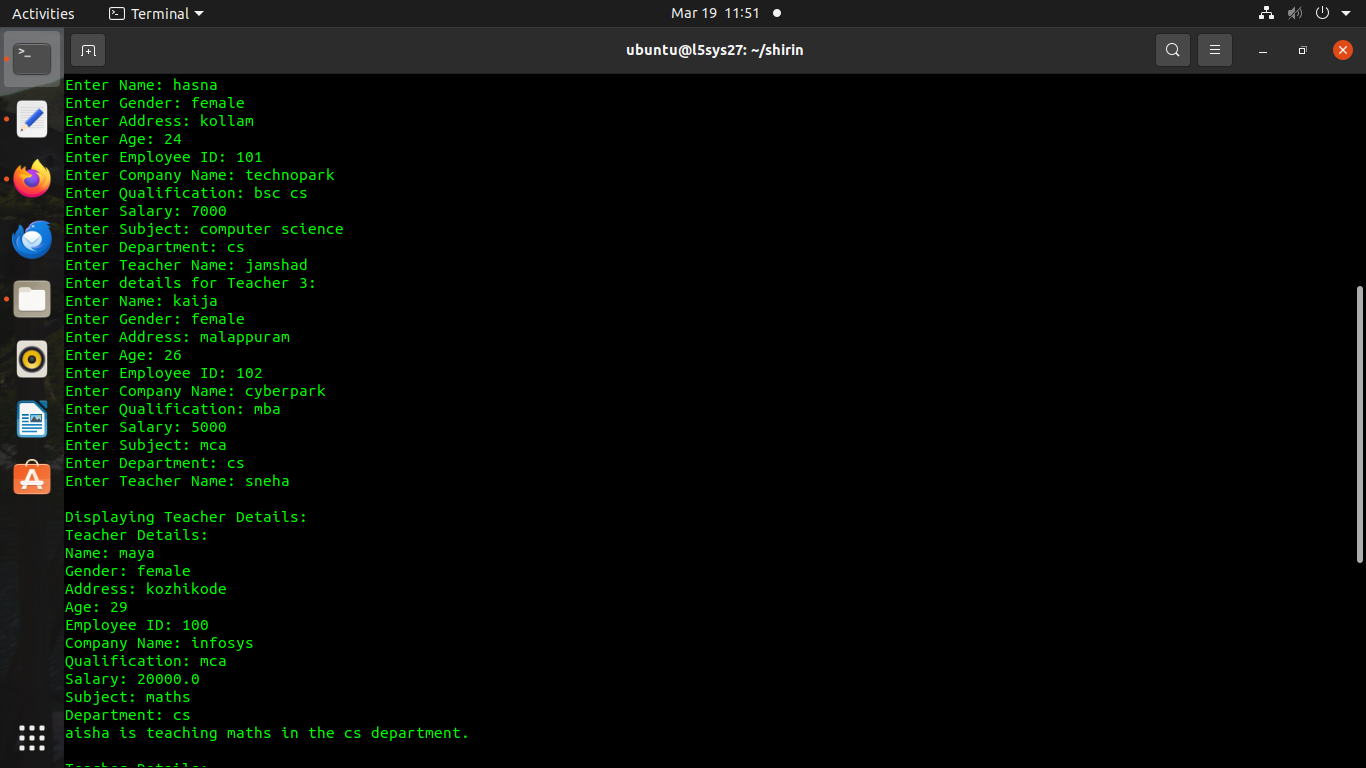 Activities
Terminal
Mar 19 11:51
ubuntu@l5sys27: ~/shirin
Enter Name: hasna
Enter Gender: female
Enter Address: kollam
Enter Age: 24
Enter Employee ID: 101
Enter Company Name: technopark
Enter Qualification: bsc cs
Enter Salary: 7000
Enter Subject: computer science
Enter Department: cs
Enter Teacher Name: jamshad
Enter details for Teacher 3:
Enter Name: kaija
Enter Gender: female
Enter Address: malappuram
Enter Age: 26
Enter Employee ID: 102
Enter Company Name: cyberpark
Enter Qualification: mba
Enter Salary: 5000
Enter Subject: mca
Enter Department: cs
Enter Teacher Name: sneha
Displaying Teacher Details:
Teacher Details:
Name: maya
Gender: female
Address: kozhikode
Age: 29
Employee ID: 100
Company Name: infosys
Qualification: mca
Salary: 20000.0
Subject: maths
Department: cs
aisha is teaching maths in the cs department.
Teacher Details: